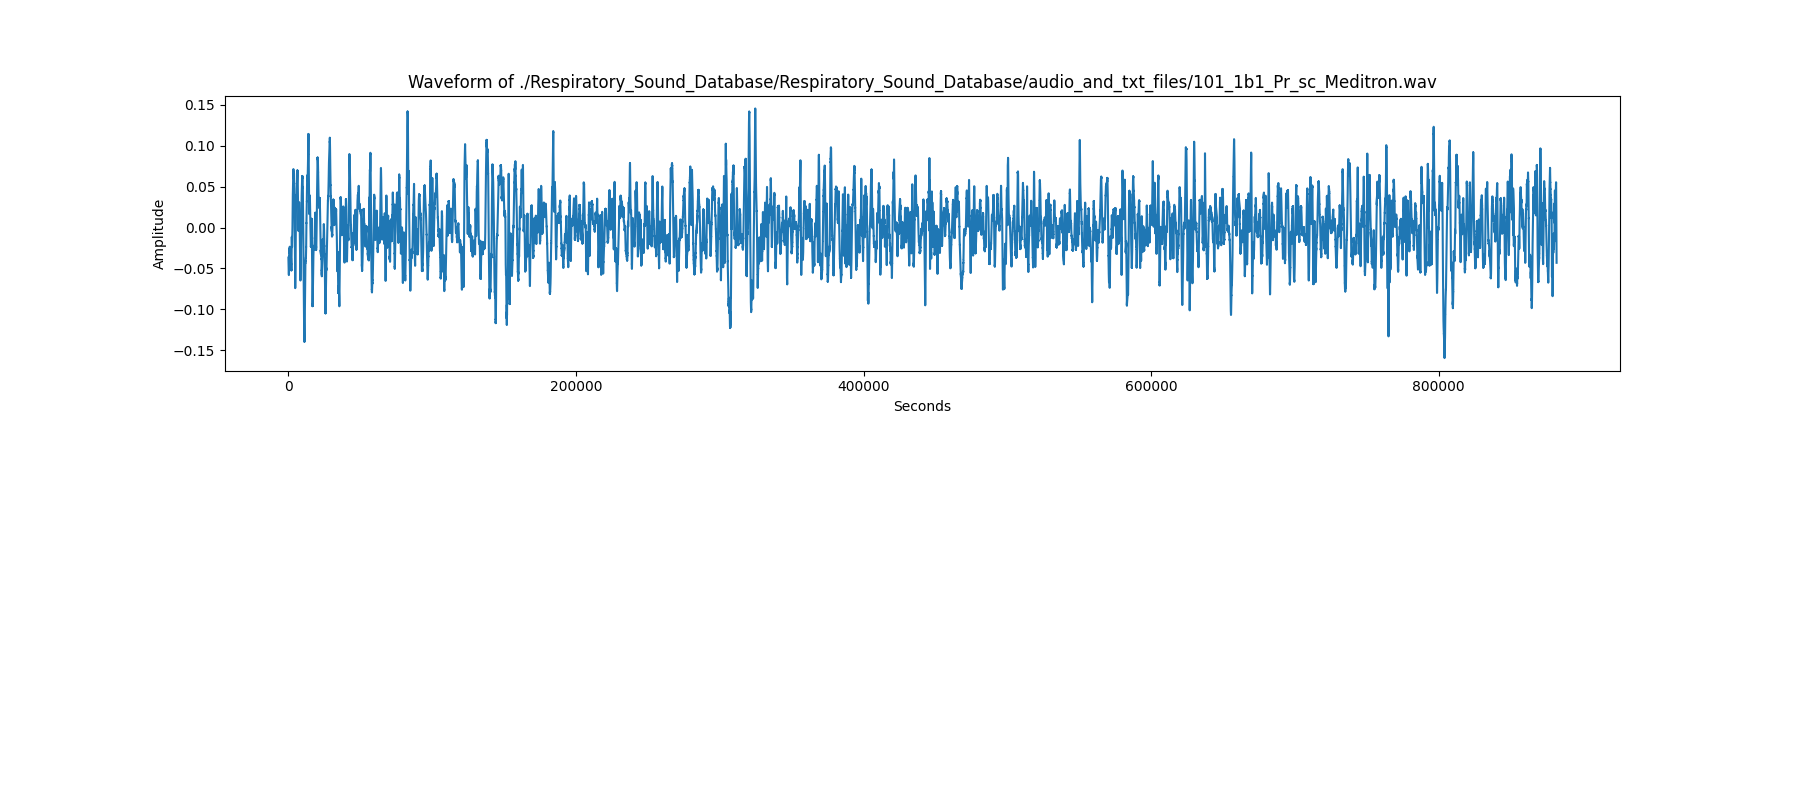 Waveform of ./Respiratory_Sound_Database/Respiratory_Sound_Database/audio_and_txt_files/101_1b1_Pr_sc_Meditron.wav
0.15
0.10
0.05
0.00
−0.05
−0.10
−0.15
Amplitude
0 200000 400000 600000 800000
Seconds